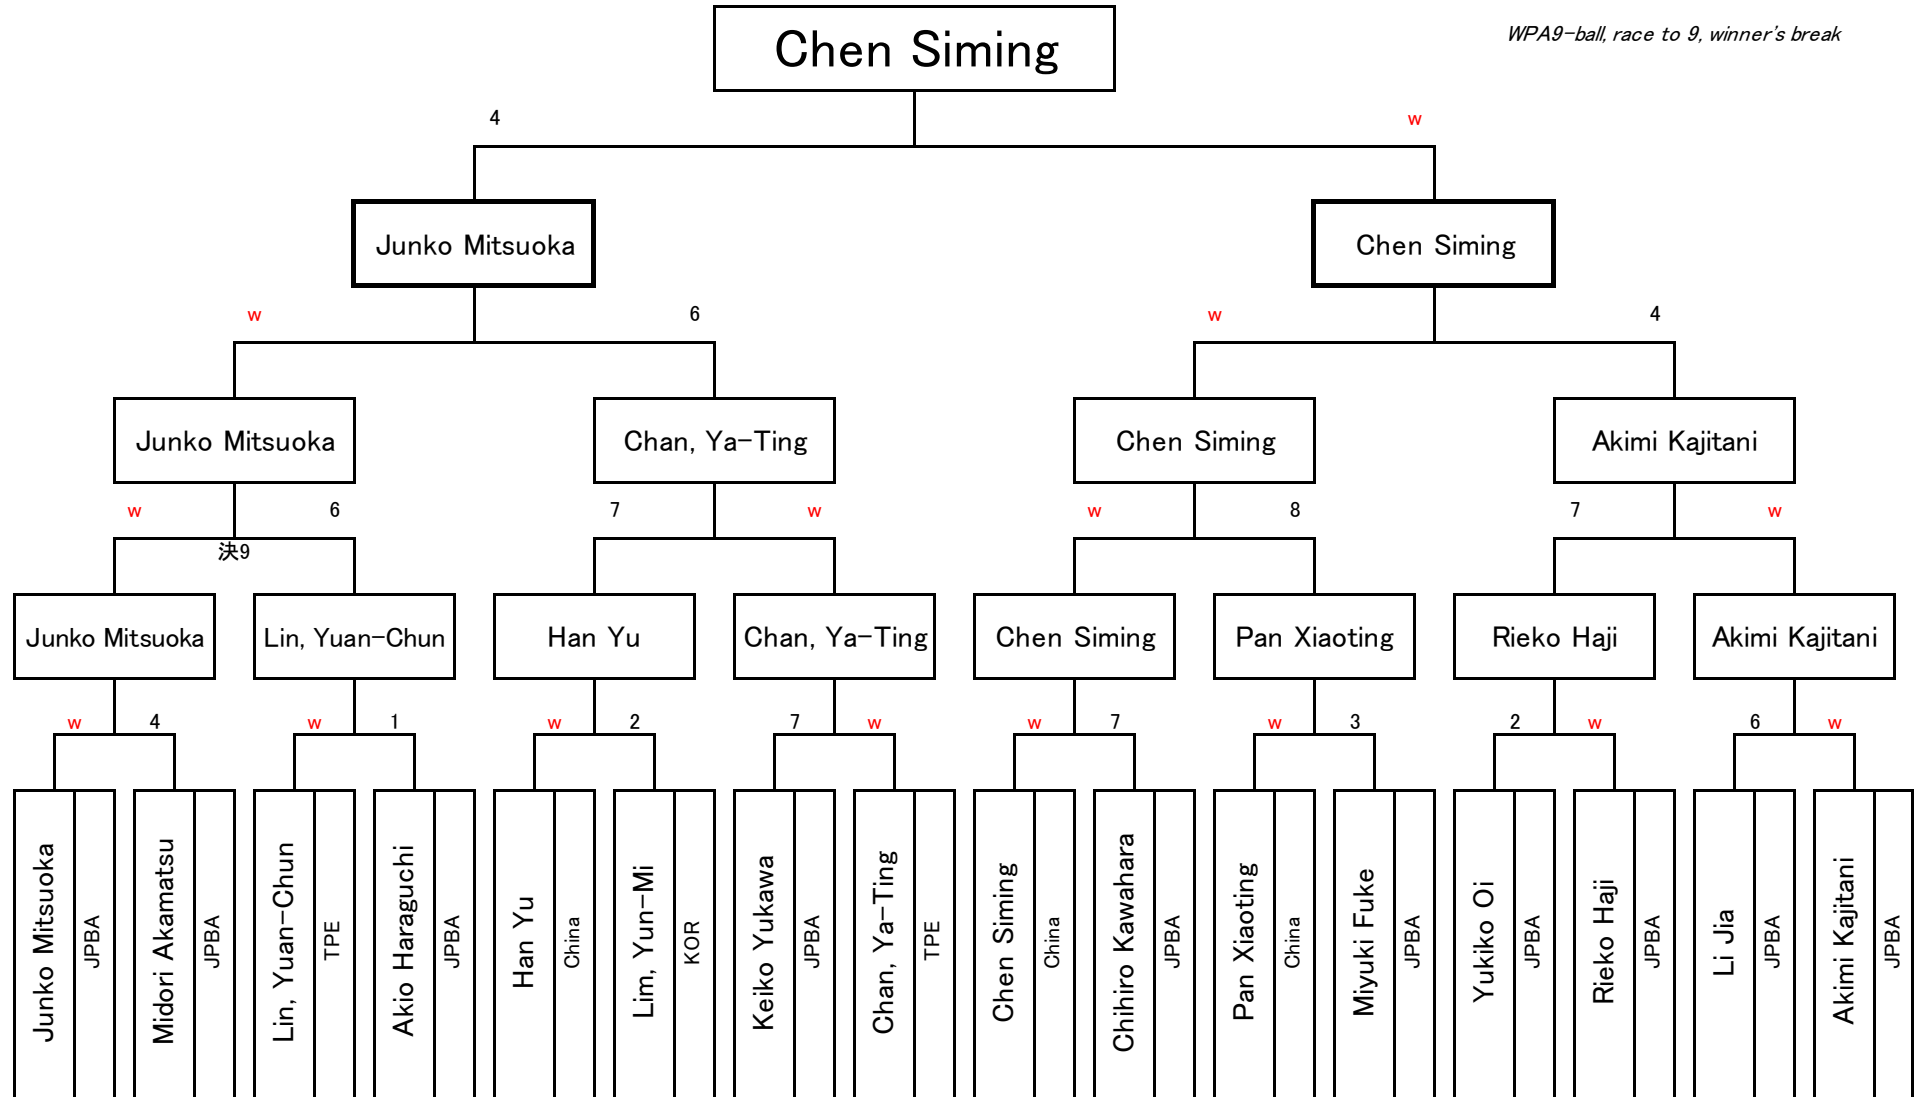 Chen Siming
WPA9-ball, race to 9, winner's break
4
w
Junko Mitsuoka
Chen Siming
w
6
w
4
Junko Mitsuoka
Chan, Ya-Ting
Chen Siming
Akimi Kajitani
w
6
7
w
w
8
7
w
決9
Junko Mitsuoka
Lin, Yuan-Chun
Han Yu
Chan, Ya-Ting
Chen Siming
Pan Xiaoting
Rieko Haji
Akimi Kajitani
w
4
w
1
w
2
7
w
w
7
w
3
2
w
6
w
Junko Mitsuoka
JPBA
Midori Akamatsu
JPBA
Lin, Yuan-Chun
TPE
Akio Haraguchi
JPBA
Han Yu
China
Lim, Yun-Mi
KOR
Keiko Yukawa
JPBA
Chan, Ya-Ting
TPE
Chen Siming
China
Chihiro Kawahara
JPBA
Pan Xiaoting
China
Miyuki Fuke
JPBA
Yukiko Oi
JPBA
Rieko Haji
JPBA
Li Jia
JPBA
Akimi Kajitani
JPBA